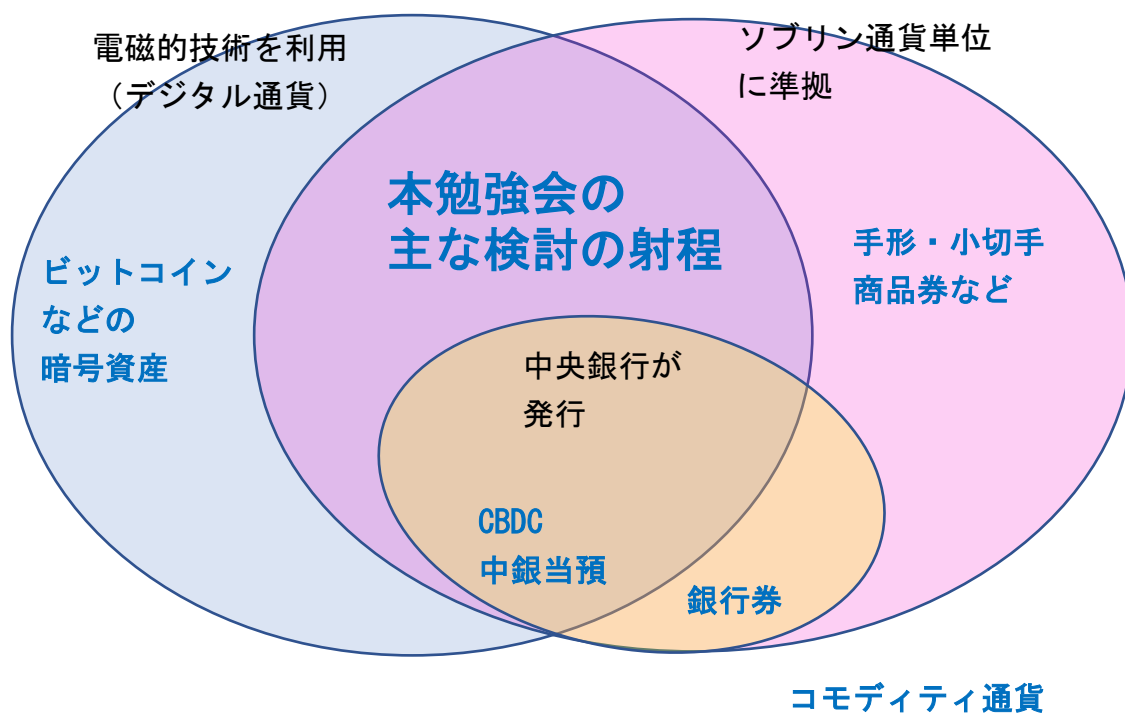 電磁的技術を利用
（デジタル通貨）
ソブリン通貨単位
に準拠
本勉強会の
主な検討の射程
手形・小切手
商品券など
ビットコイン
などの
暗号資産
中央銀行が
発行
CBDC
中銀当預
銀行券
コモディティ通貨